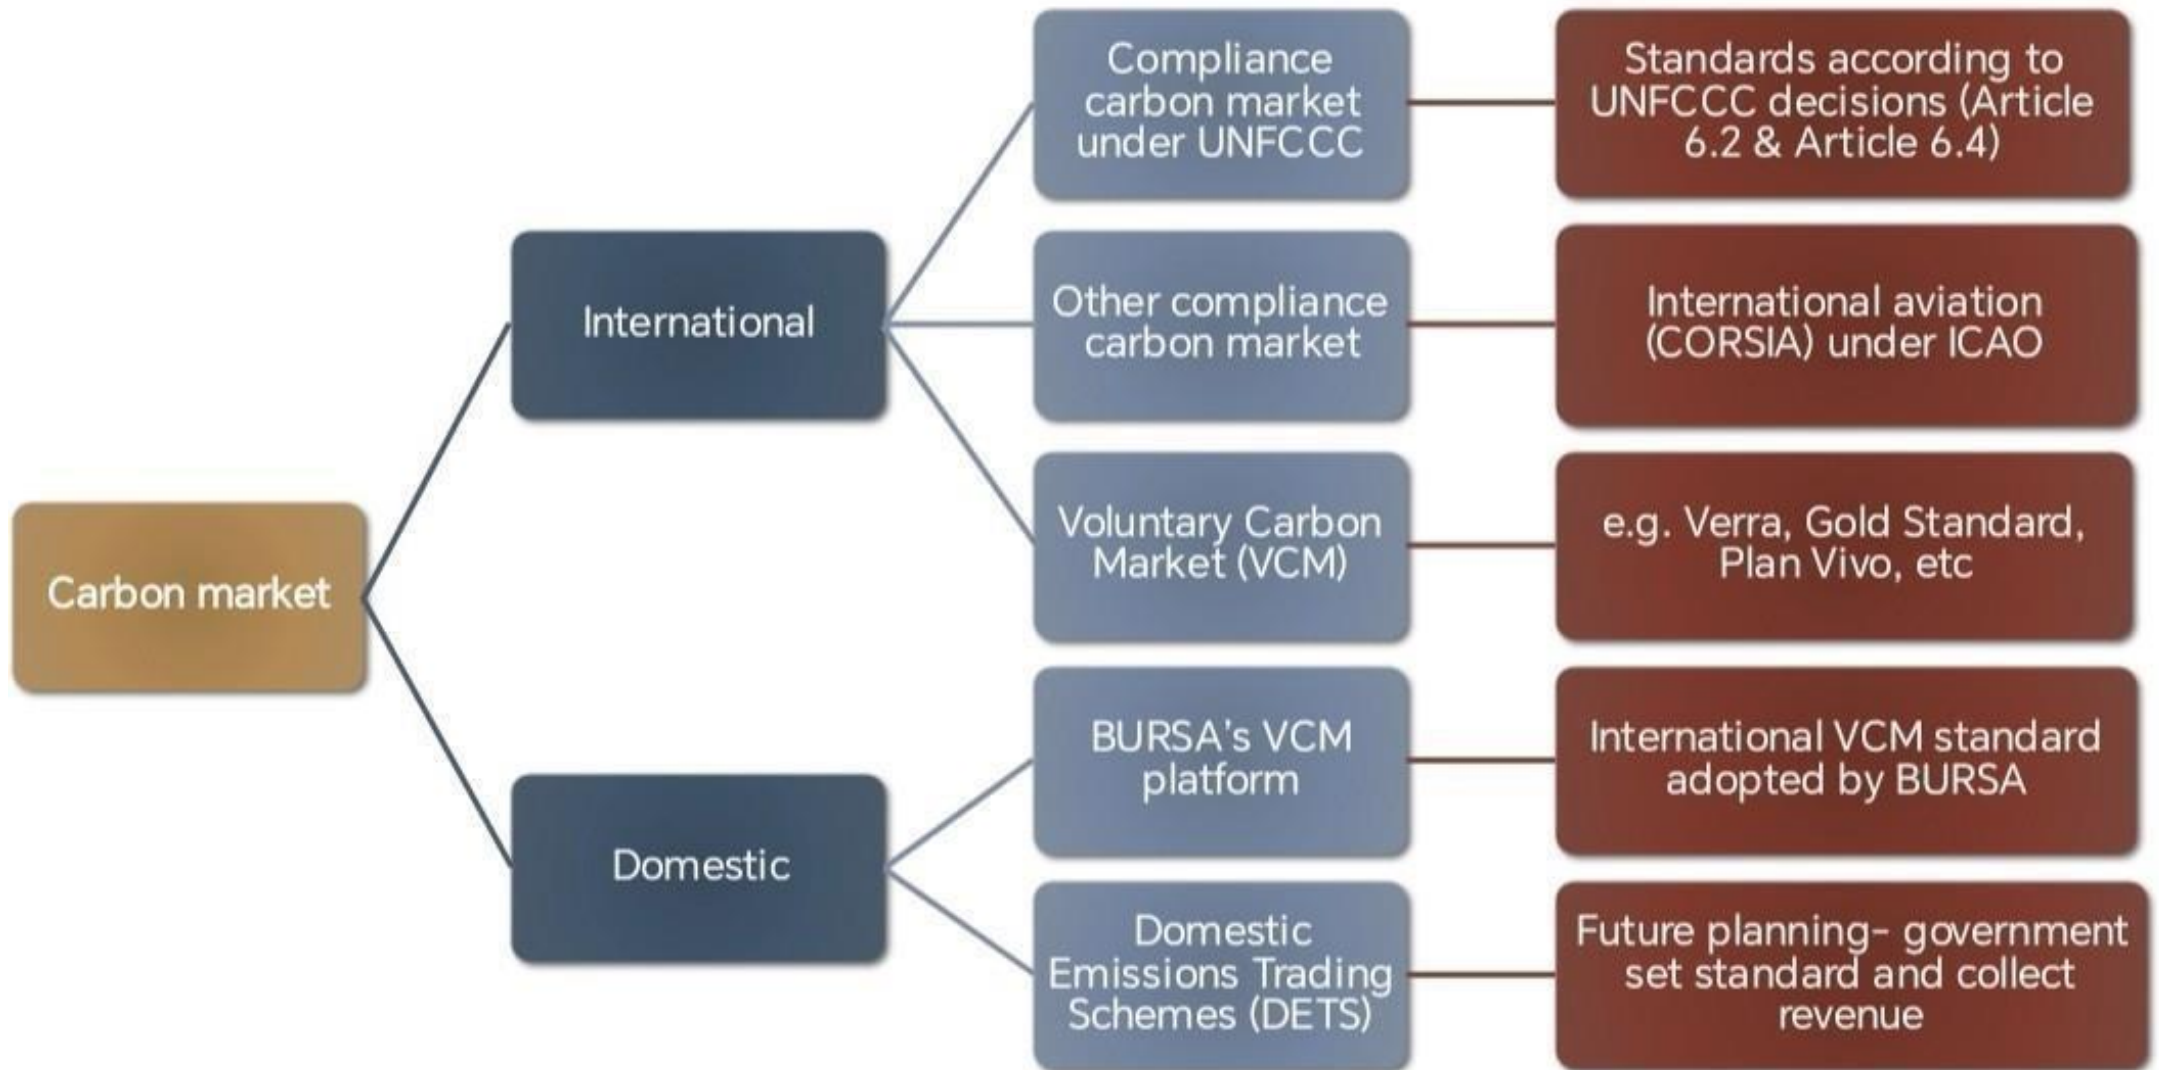 Compliance
carbon market
under UNFCCC
Standards according to
UNFCCC decisions (Article
6.2 & Article 6.4)
International
Other compliance
carbon market
International aviation
(CORSIA) under ICAO
Carbon market
Voluntary Carbon
Market (VCM)
e.g. Verra, Gold Standard,
Plan Vivo, etc
Domestic
BURSA's VCM
platform
International VCM standard
adopted by BURSA
Domestic
Emissions Trading
Schemes (DETS)
Future planning- government
set standard and collect
revenue